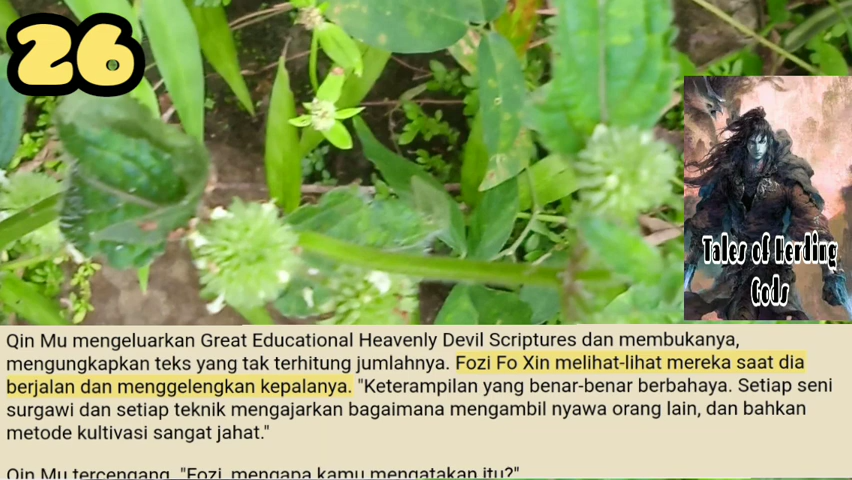 26
Tales of Herding
Gods
Qin Mu mengeluarkan Great Educational Heavenly Devil Scriptures dan membukanya,
mengungkapkan teks yang tak terhitung jumlahnya. Fozi Fo Xin melihat-lihat mereka saat dia
berjalan dan menggelengkan kepalanya. "Keterampilan yang benar-benar berbahaya. Setiap seni
surgawi dan setiap teknik mengajarkan bagaimana mengambil nyawa orang lain, dan bahkan
metode kultivasi sangat jahat."
Qin Mu tercengang. "Fozi, mengapa kamu mengatakan itu?"